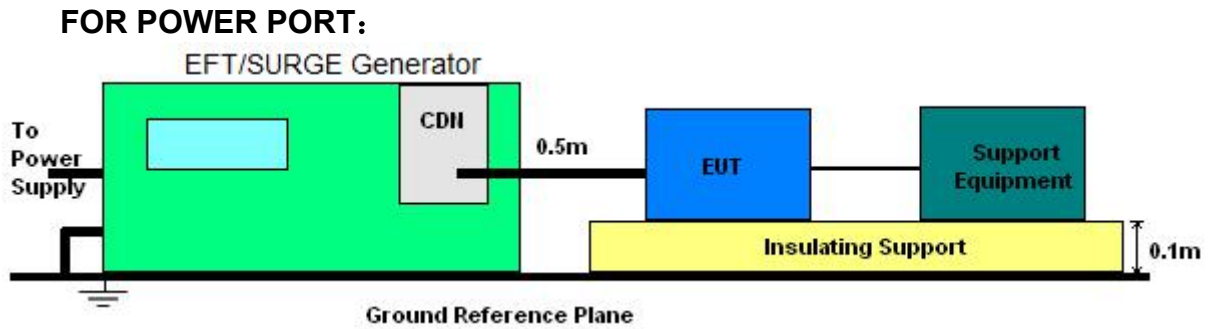 FOR POWER PORT：
EFT/SURGE Generator
To
Power
Supply
CDN
0.5m
EUT
Support
Equipment
Insulating Support
0.1m
Ground Reference Plane